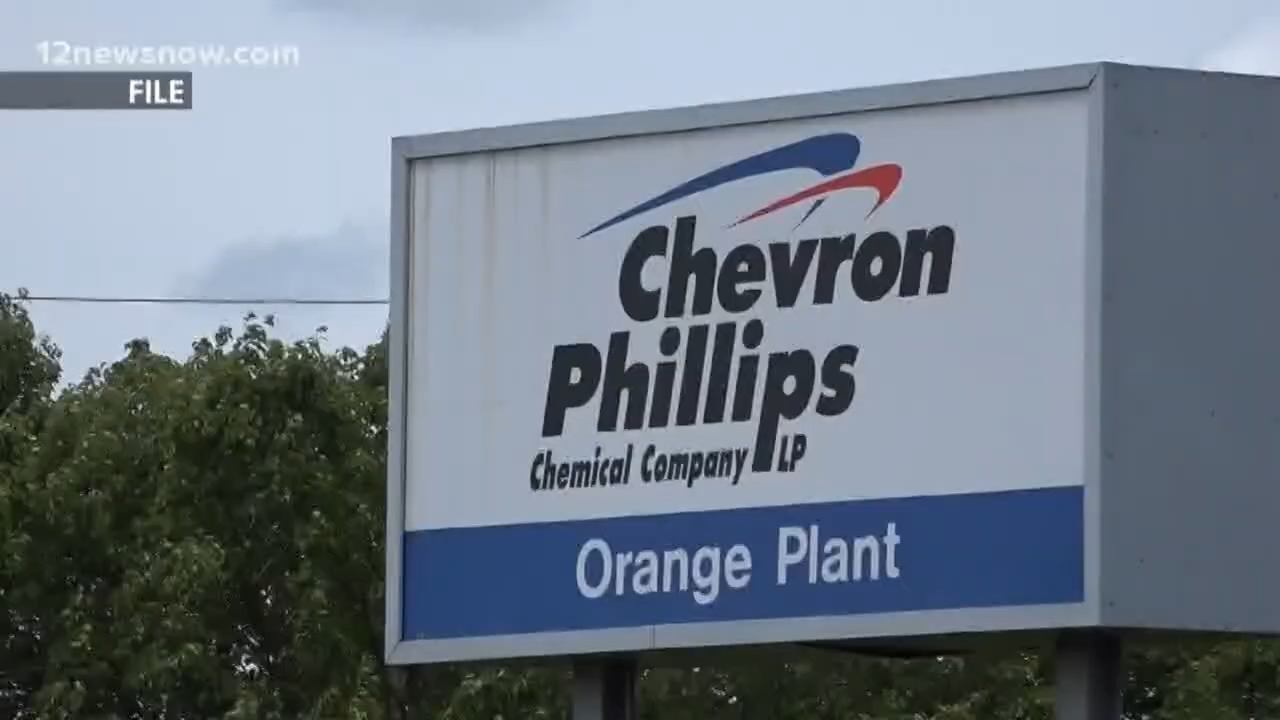 12newsnow.com
FILE
Chevron
Phillips
Chemical Company LP
Orange Plant